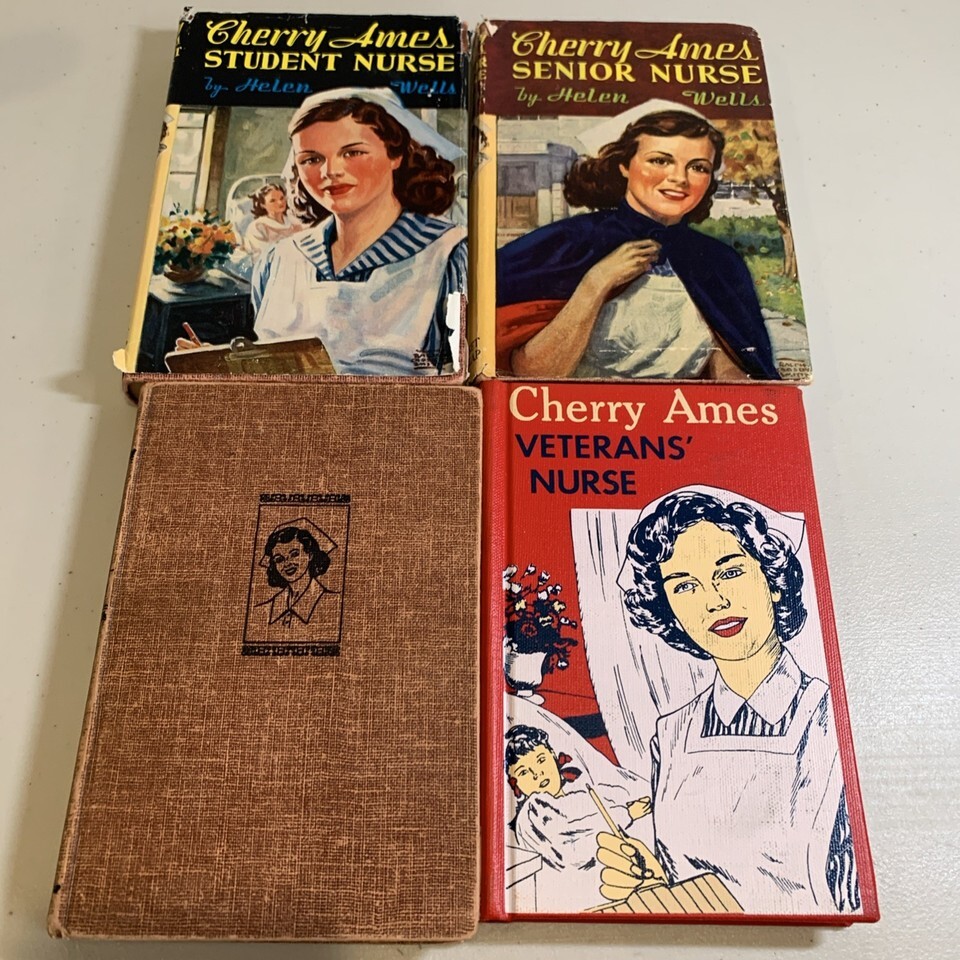 Cherry Ames
STUDENT NURSE
by Helen Wells
Cherry Ames
SENIOR NURSE
by Helen Wells
Cherry Ames
VETERANS'
NURSE